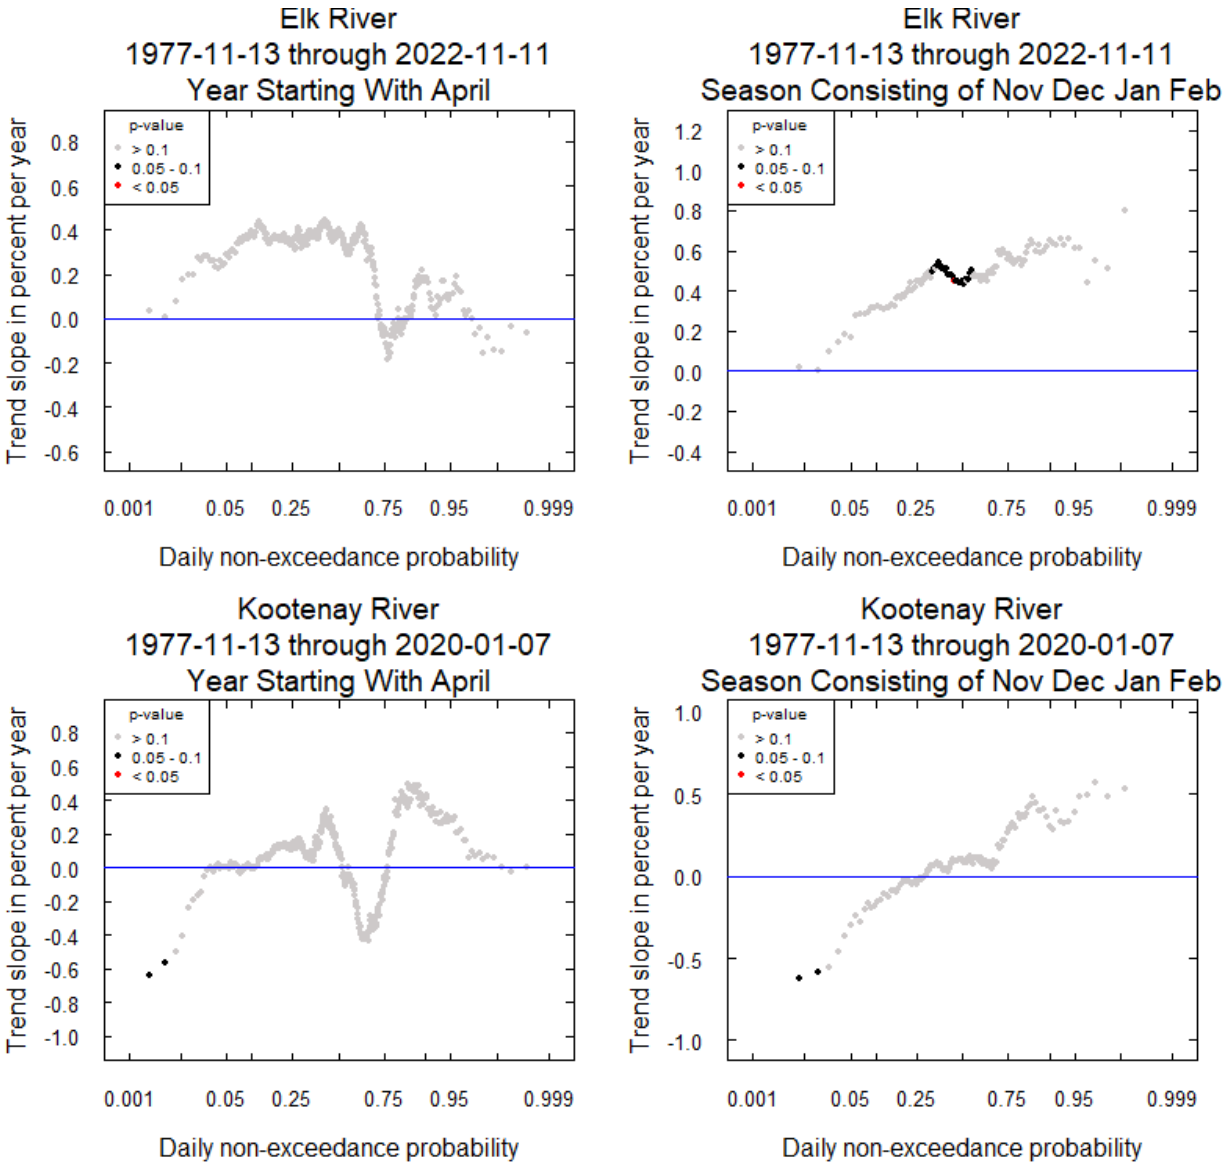 Elk River
1977-11-13 through 2022-11-11
Year Starting With April
p-value
> 0.1
0.05 - 0.1
< 0.05
Trend slope in percent per year
0.8
0.6
0.4
0.2
0.0
-0.2
-0.4
-0.6
0.001 0.05 0.25 0.75 0.95 0.999
Daily non-exceedance probability
Elk River
1977-11-13 through 2022-11-11
Season Consisting of Nov Dec Jan Feb
p-value
> 0.1
0.05 - 0.1
< 0.05
Trend slope in percent per year
1.2
1.0
0.8
0.6
0.4
0.2
0.0
-0.2
-0.4
0.001 0.05 0.25 0.75 0.95 0.999
Daily non-exceedance probability
Kootenay River
1977-11-13 through 2020-01-07
Year Starting With April
p-value
> 0.1
0.05 - 0.1
< 0.05
Trend slope in percent per year
0.8
0.6
0.4
0.2
0.0
-0.2
-0.4
-0.6
-0.8
-1.0
0.001 0.05 0.25 0.75 0.95 0.999
Daily non-exceedance probability
Kootenay River
1977-11-13 through 2020-01-07
Season Consisting of Nov Dec Jan Feb
p-value
> 0.1
0.05 - 0.1
< 0.05
Trend slope in percent per year
1.0
0.5
0.0
-0.5
-1.0
0.001 0.05 0.25 0.75 0.95 0.999
Daily non-exceedance probability